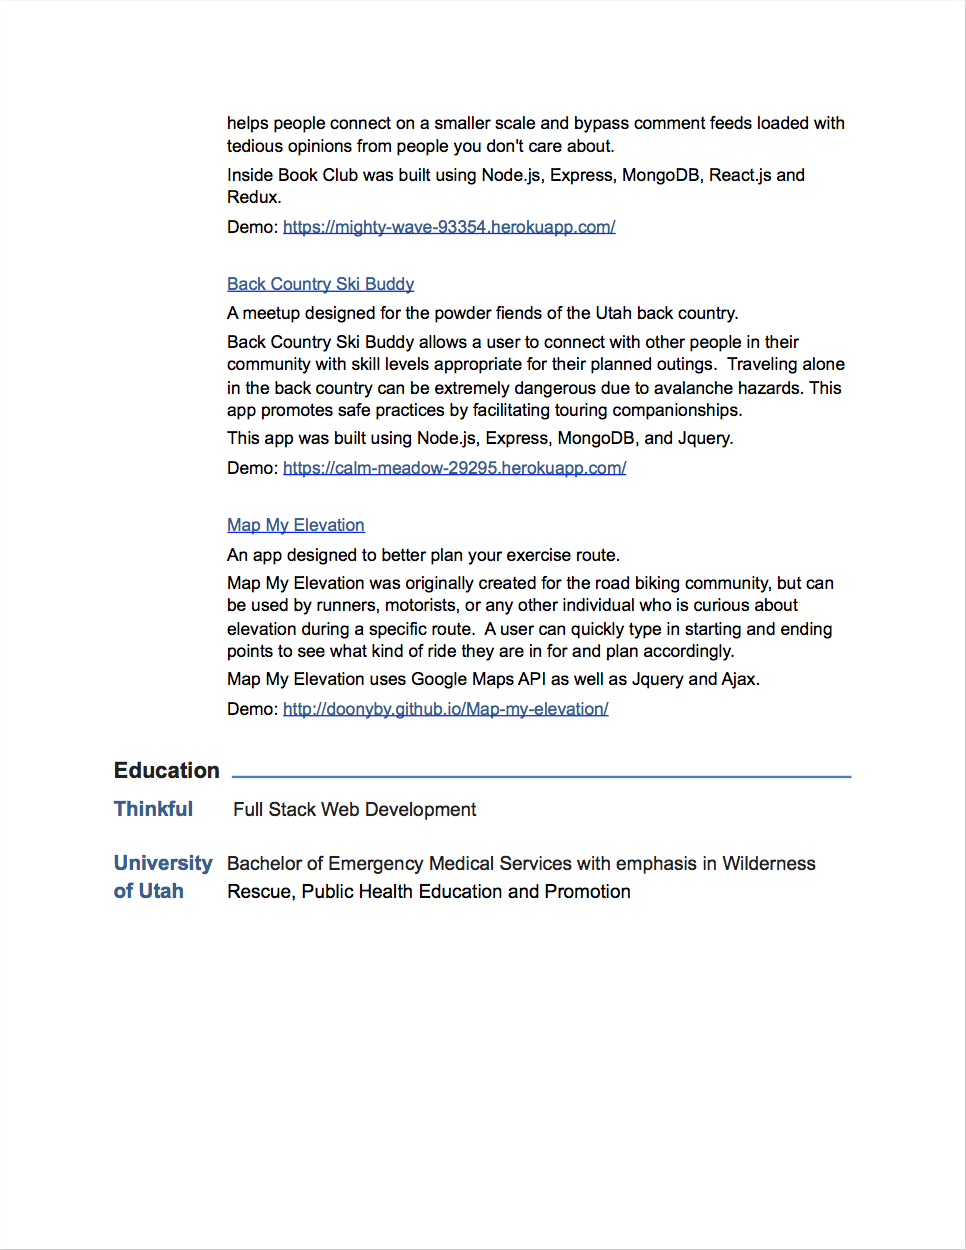 helps people connect on a smaller scale and bypass comment feeds loaded with
tedious opinions from people you don't care about.
Inside Book Club was built using Node.js, Express, MongoDB, React.js and
Redux.
Demo: https://mighty-wave-93354.herokuapp.com/
Back Country Ski Buddy
A meetup designed for the powder fiends of the Utah back country.
Back Country Ski Buddy allows a user to connect with other people in their
community with skill levels appropriate for their planned outings.  Traveling alone
in the back country can be extremely dangerous due to avalanche hazards. This
app promotes safe practices by facilitating touring companionships.
This app was built using Node.js, Express, MongoDB, and Jquery.
Demo: https://calm-meadow-29295.herokuapp.com/
Map My Elevation
An app designed to better plan your exercise route.
Map My Elevation was originally created for the road biking community, but can
be used by runners, motorists, or any other individual who is curious about
elevation during a specific route.  A user can quickly type in starting and ending
points to see what kind of ride they are in for and plan accordingly.
Map My Elevation uses Google Maps API as well as Jquery and Ajax.
Demo: http://doonyby.github.io/Map-my-elevation/
Education
Thinkful Full Stack Web Development
University Bachelor of Emergency Medical Services with emphasis in Wilderness
of Utah Rescue, Public Health Education and Promotion